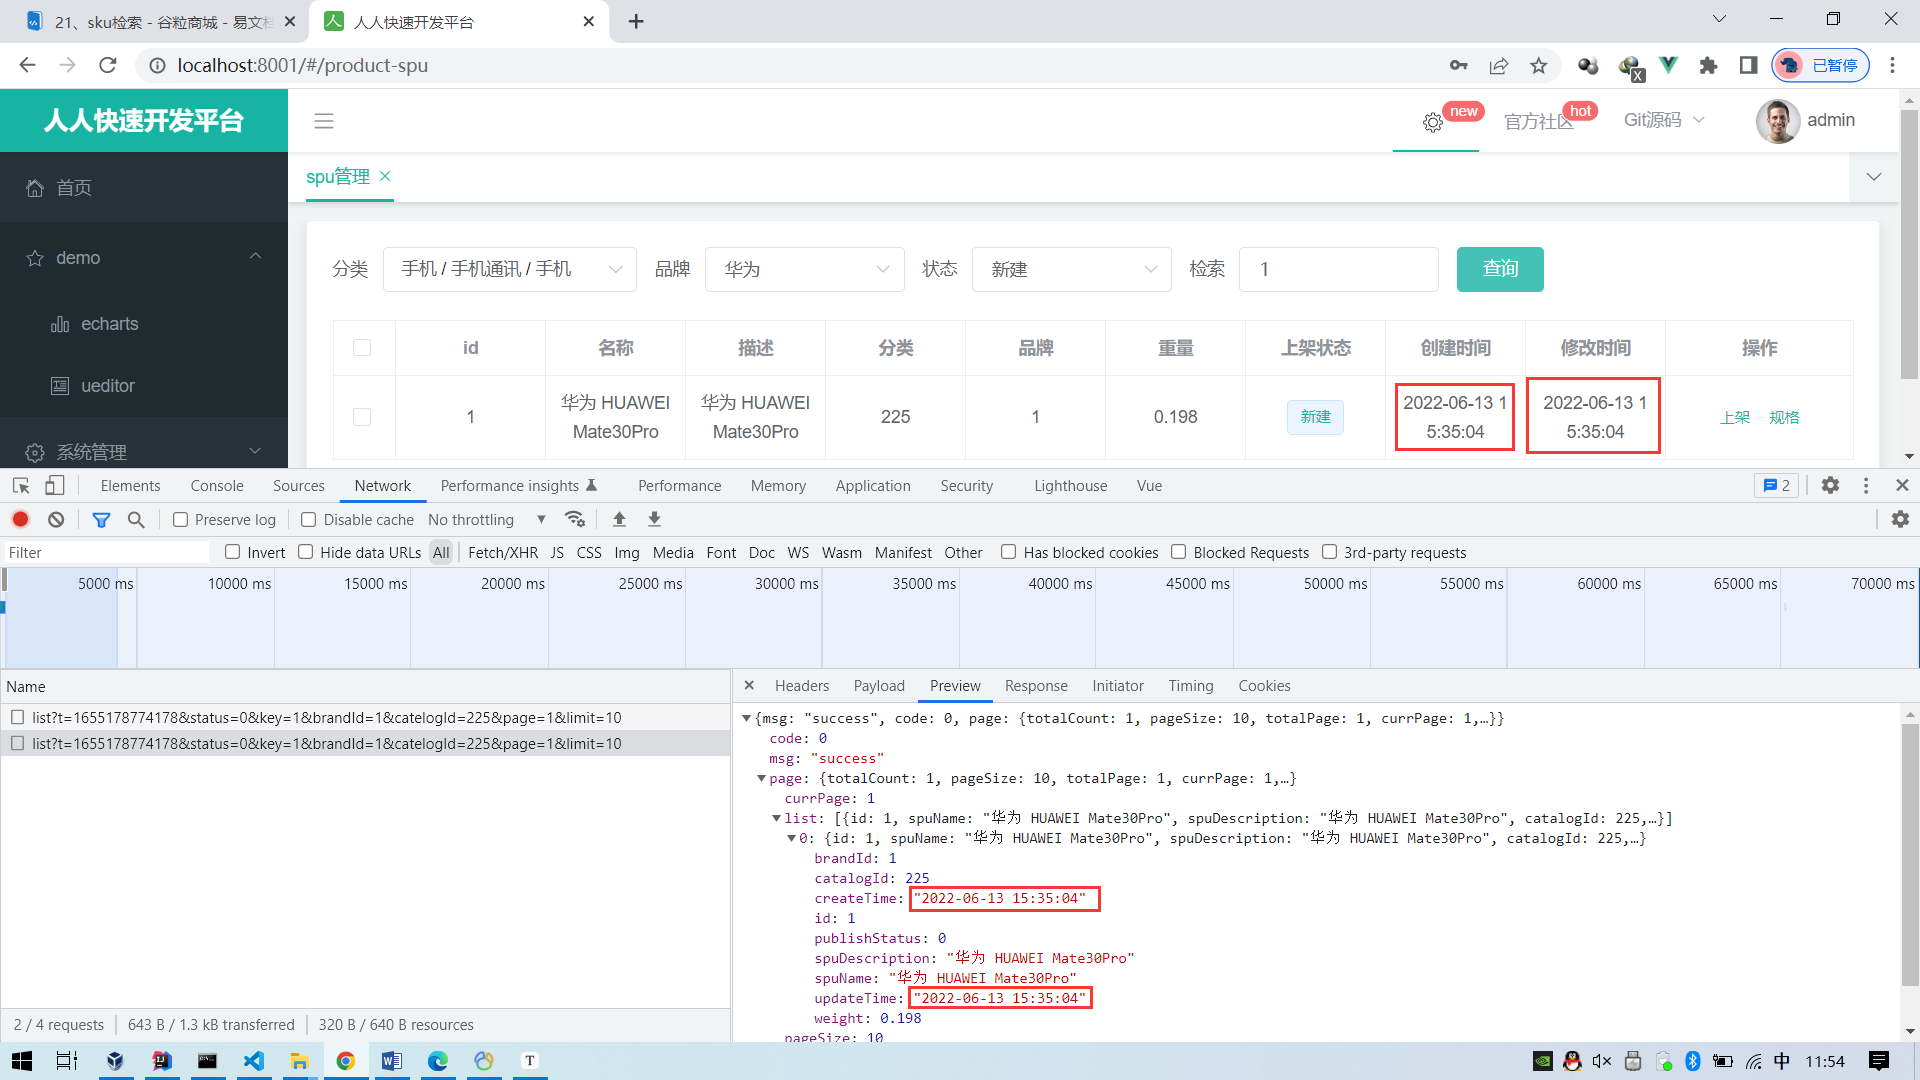 21、sku检索 - 谷粒商城 - 易文档
人人快速开发平台
localhost:8001/#/product-spu
已暂停
人人快速开发平台
new
官方社区
hot
Git源码
admin
首页
demo
echarts
ueditor
系统管理
spu管理
分类 手机 / 手机通讯 / 手机 品牌 华为 状态 新建 检索 1 查询
id 名称 描述 分类 品牌 重量 上架状态 创建时间 修改时间 操作
1 华为 HUAWEI Mate30Pro 华为 HUAWEI Mate30Pro 225 1 0.198 新建 2022-06-13 15:35:04 2022-06-13 15:35:04 上架 规格
Elements Console Sources Network Performance insights Performance Memory Application Security Lighthouse Vue 2
Preserve log Disable cache No throttling
Filter Invert Hide data URLs All Fetch/XHR JS CSS Img Media Font Doc WS Wasm Manifest Other Has blocked cookies Blocked Requests 3rd-party requests
5000 ms 10000 ms 15000 ms 20000 ms 25000 ms 30000 ms 35000 ms 40000 ms 45000 ms 50000 ms 55000 ms 60000 ms 65000 ms 70000 ms
Name
list?t=1655178774178&status=0&key=1&brandId=1&catelogId=225&page=1&limit=10
list?t=1655178774178&status=0&key=1&brandId=1&catelogId=225&page=1&limit=10
2 / 4 requests 643 B / 1.3 kB transferred 320 B / 640 B resources
Headers Payload Preview Response Initiator Timing Cookies
{msg: "success", code: 0, page: {totalCount: 1, pageSize: 10, totalPage: 1, currPage: 1,…}}
code: 0
msg: "success"
page: {totalCount: 1, pageSize: 10, totalPage: 1, currPage: 1,…}
currPage: 1
list: [{id: 1, spuName: "华为 HUAWEI Mate30Pro", spuDescription: "华为 HUAWEI Mate30Pro", catalogId: 225,…}]
0: {id: 1, spuName: "华为 HUAWEI Mate30Pro", spuDescription: "华为 HUAWEI Mate30Pro", catalogId: 225,…}
brandId: 1
catalogId: 225
createTime: "2022-06-13 15:35:04"
id: 1
publishStatus: 0
spuDescription: "华为 HUAWEI Mate30Pro"
spuName: "华为 HUAWEI Mate30Pro"
updateTime: "2022-06-13 15:35:04"
weight: 0.198
pageSize: 10
中 11:54